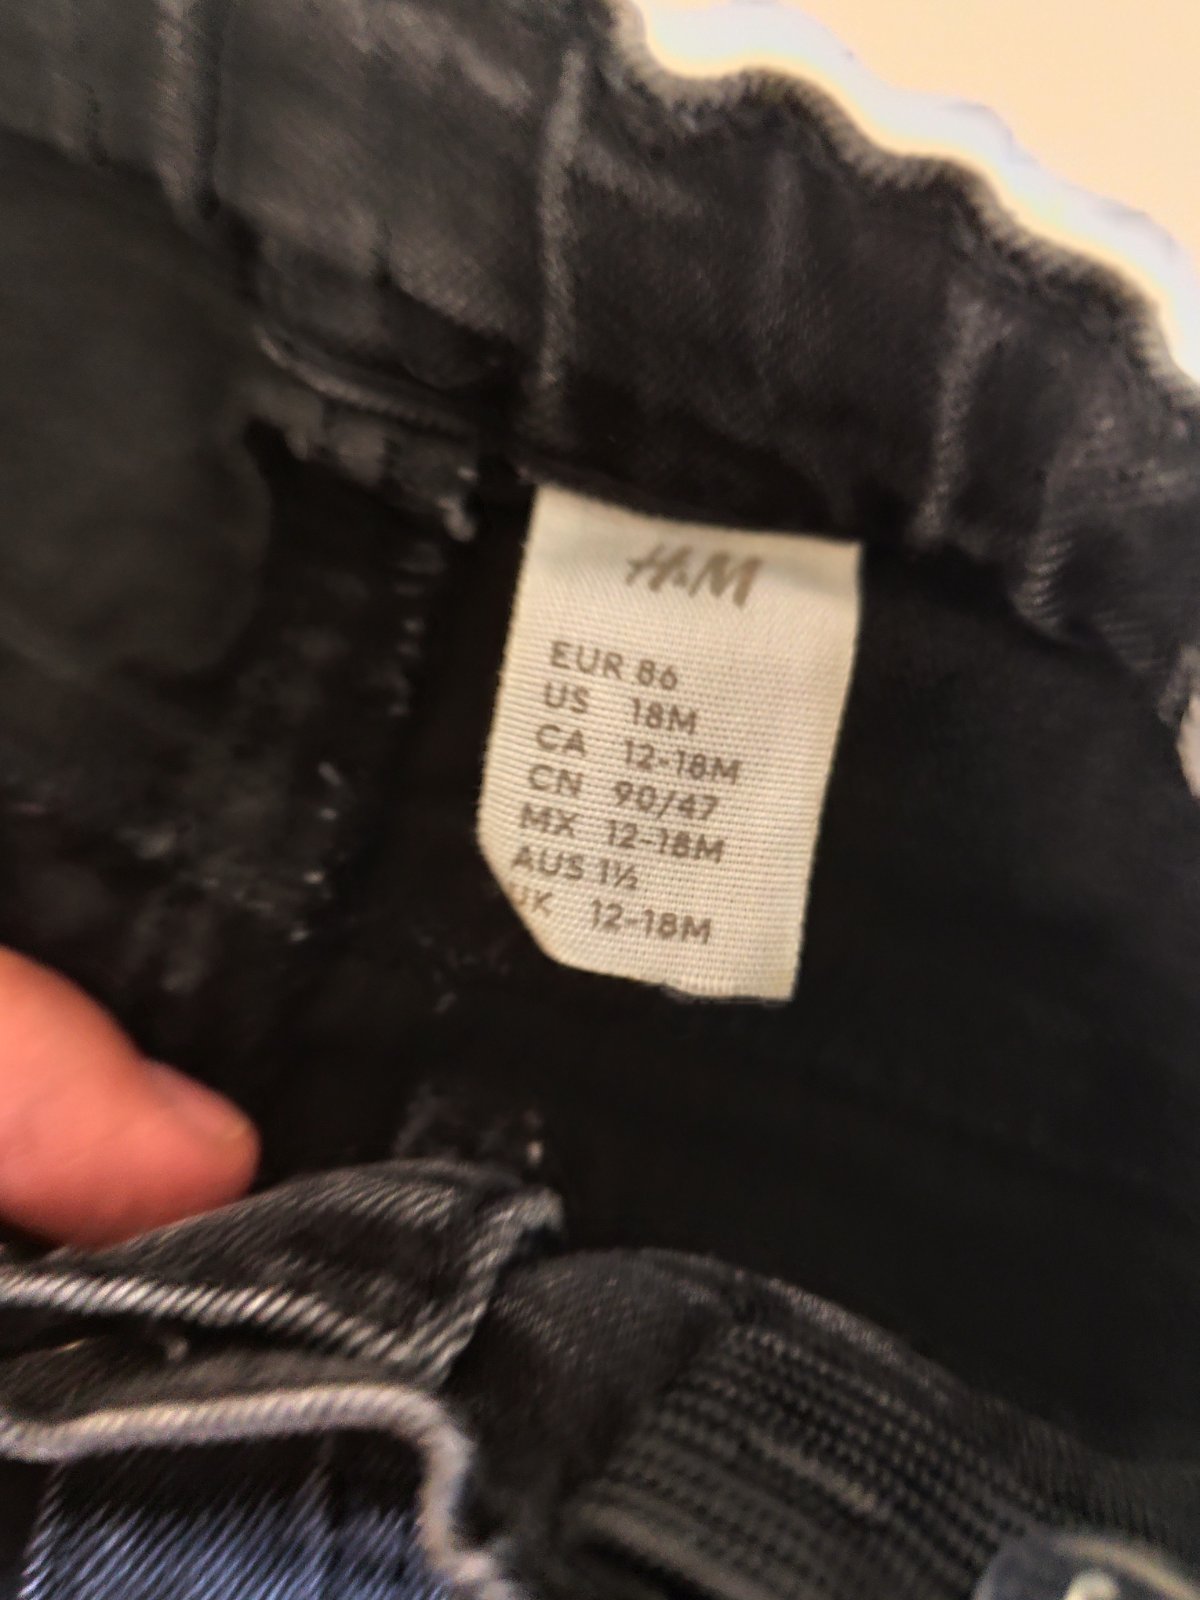 H&M
EUR 86
US 18M
CA 12-18M
CN 90/47
MX 12-18M
AUS 1½
UK 12-18M